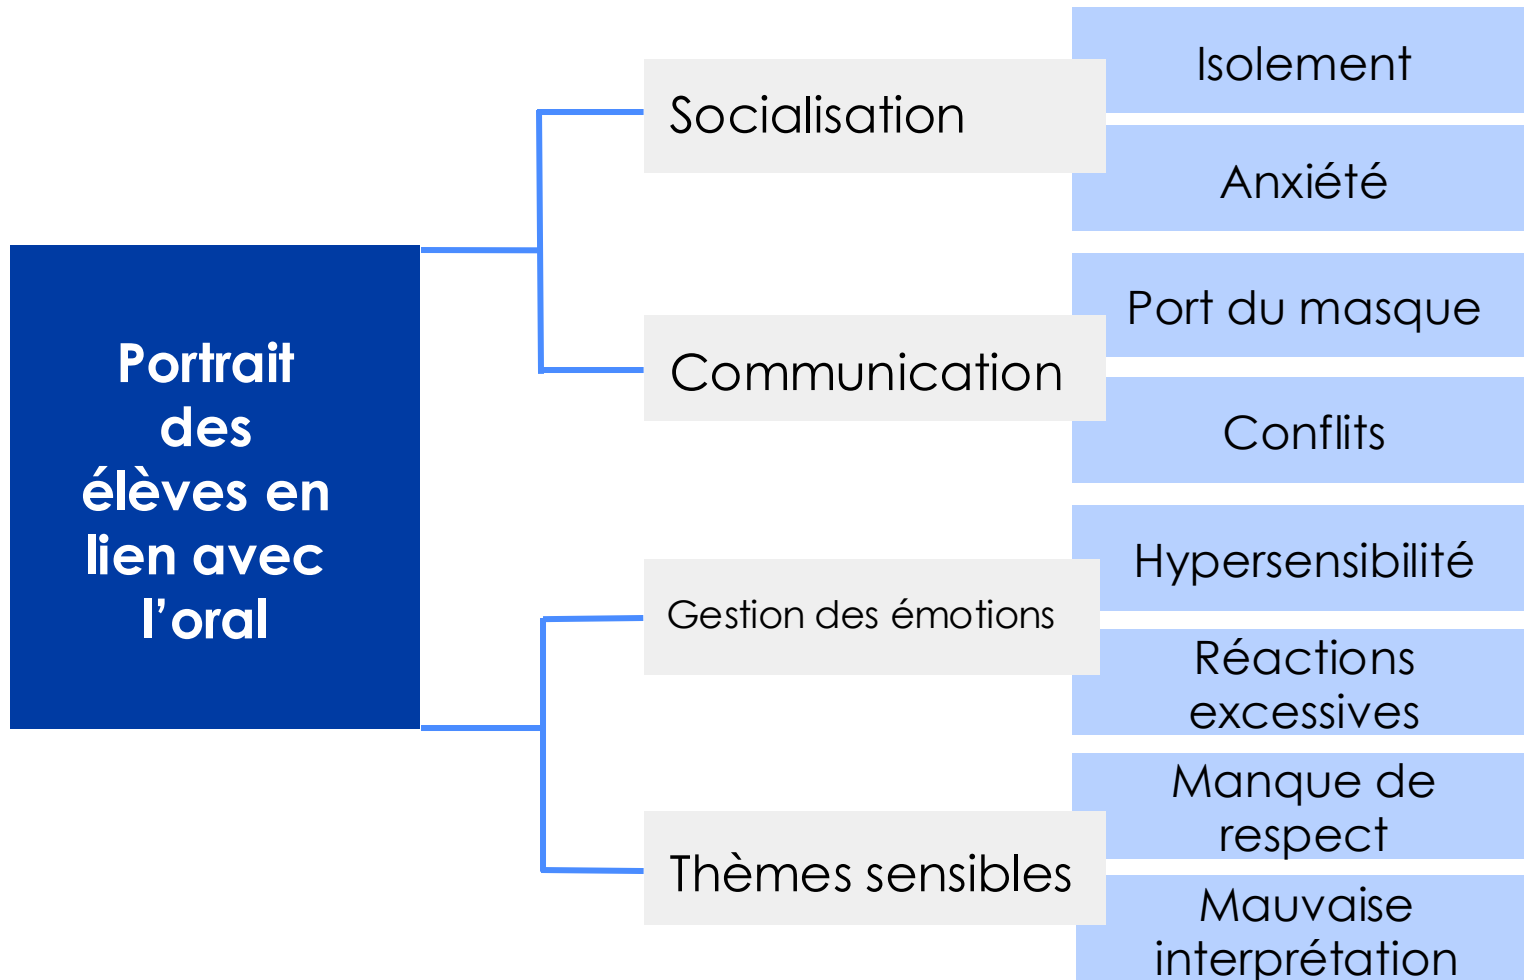 Portrait
des
élèves en
lien avec
l’oral
Socialisation
Isolement
Anxiété
Communication
Port du masque
Conflits
Gestion des émotions
Hypersensibilité
Réactions
excessives
Thèmes sensibles
Manque de
respect
Mauvaise
interprétation